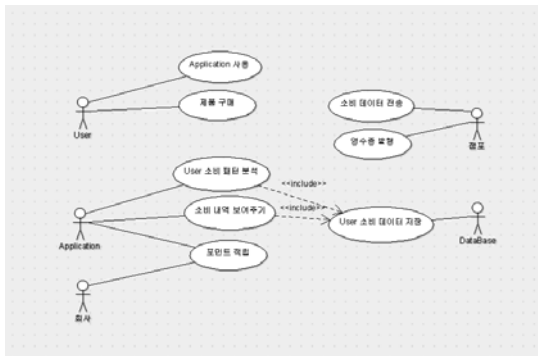 Application 사용
제품 구매
User
소비 데이터 전송
영수증 발행
점포
User 소비 패턴 분석
<<include>>
소비 내역 보여주기
<<include>>
User 소비 데이터 저장
Application
DataBase
포인트 적립
회사